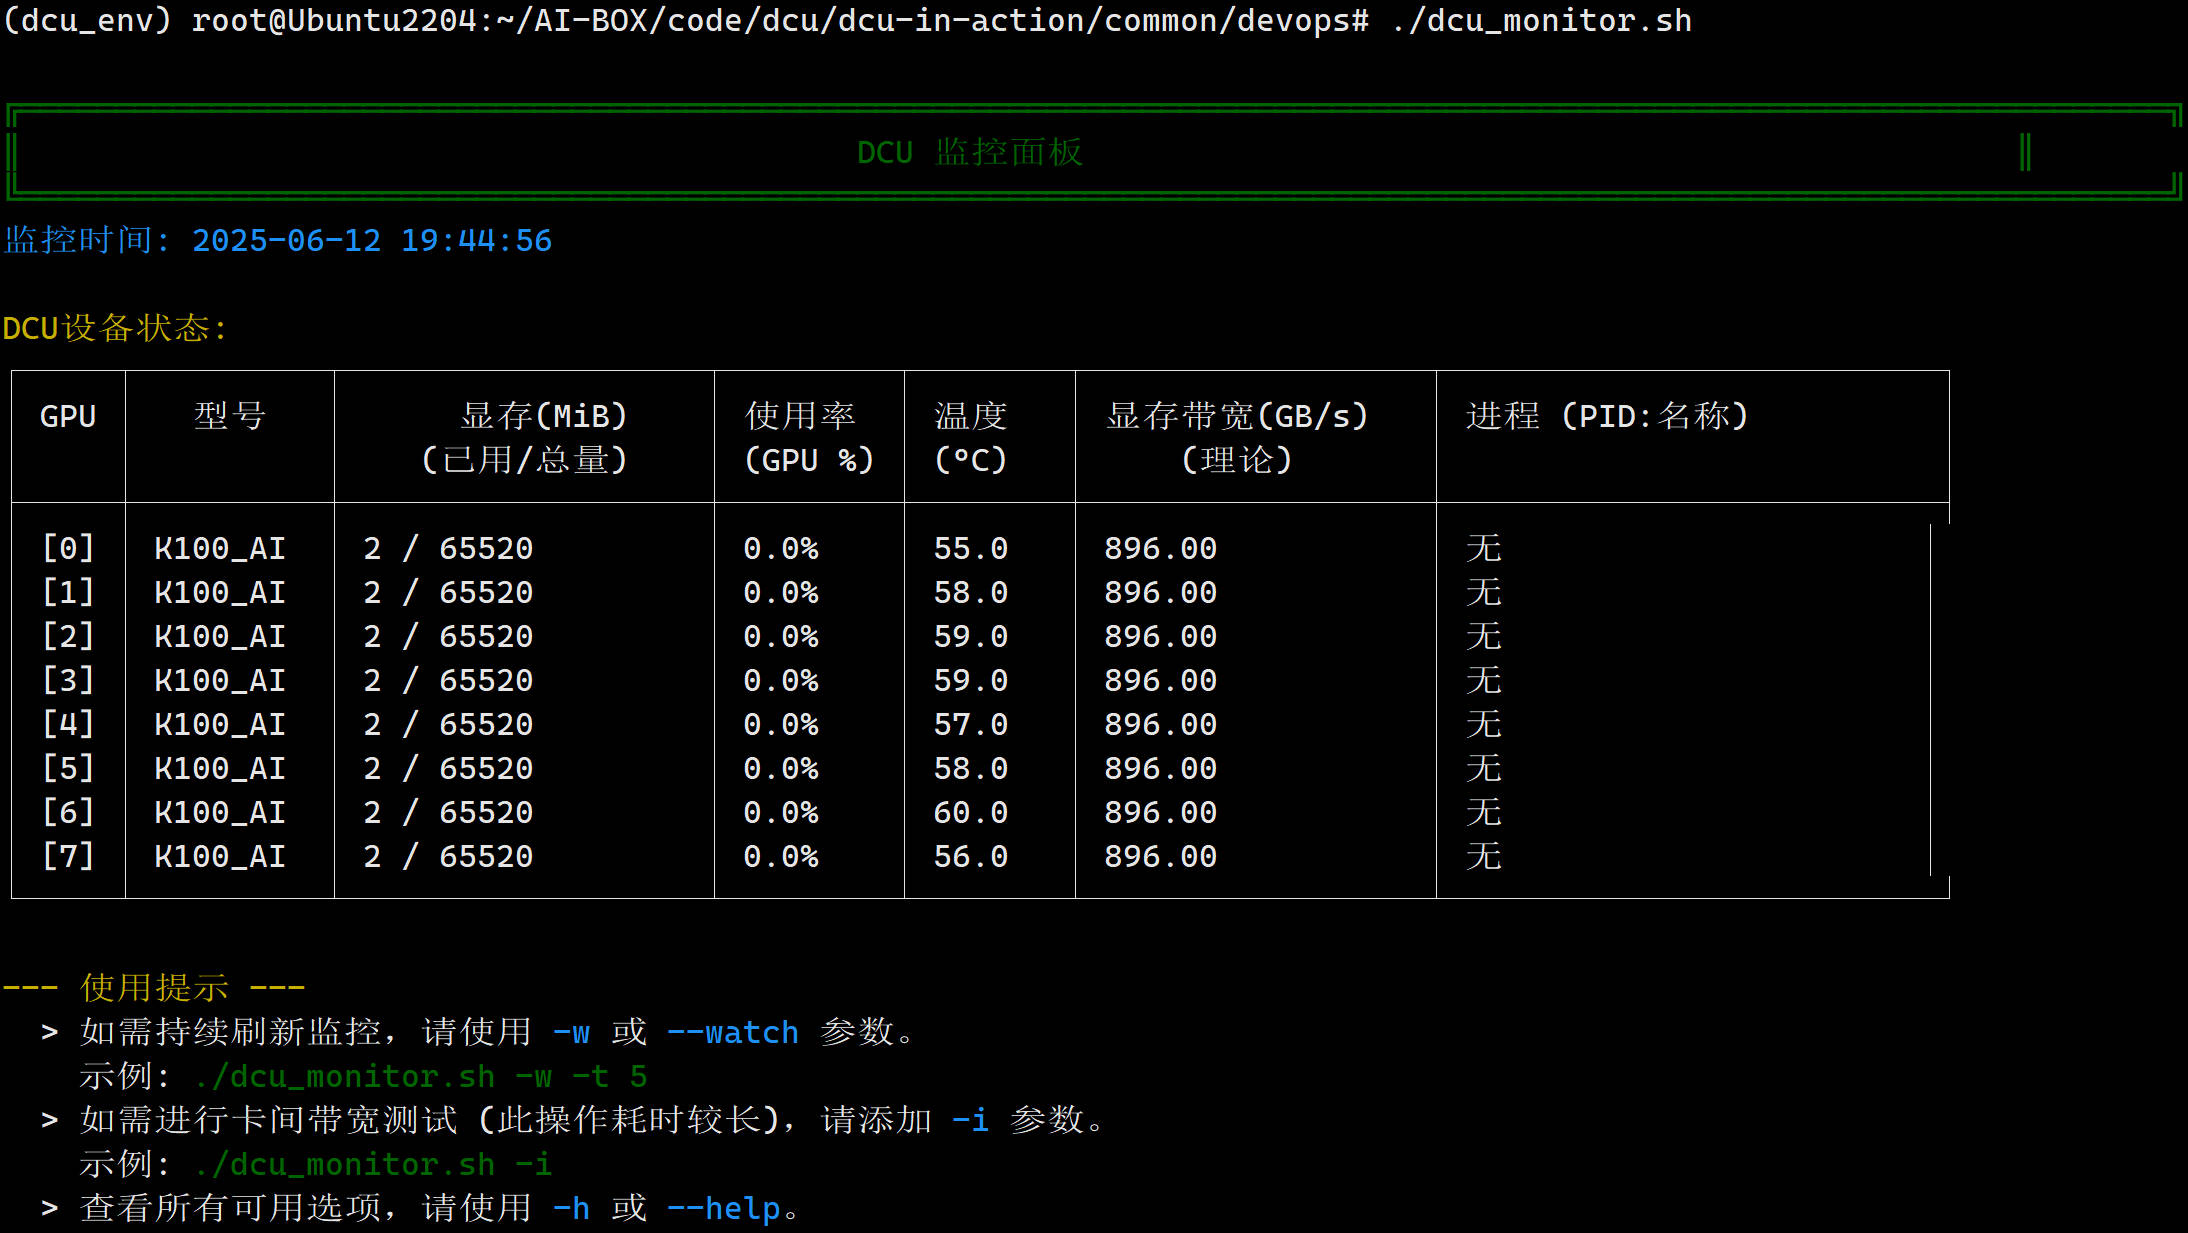 (dcu_env) root@Ubuntu2204:~/AI-BOX/code/dcu/dcu-in-action/common/devops# ./dcu_monitor.sh
DCU 监控面板
监控时间: 2025-06-12 19:44:56
DCU设备状态:
GPU 型号 显存(MiB) 使用率 温度 显存带宽(GB/s) 进程 (PID:名称)
(已用/总量) (GPU %) (°C) (理论)
[0] K100_AI 2 / 65520 0.0% 55.0 896.00 无
[1] K100_AI 2 / 65520 0.0% 58.0 896.00 无
[2] K100_AI 2 / 65520 0.0% 59.0 896.00 无
[3] K100_AI 2 / 65520 0.0% 59.0 896.00 无
[4] K100_AI 2 / 65520 0.0% 57.0 896.00 无
[5] K100_AI 2 / 65520 0.0% 58.0 896.00 无
[6] K100_AI 2 / 65520 0.0% 60.0 896.00 无
[7] K100_AI 2 / 65520 0.0% 56.0 896.00 无
--- 使用提示 ---
> 如需持续刷新监控，请使用 -w 或 --watch 参数。
示例: ./dcu_monitor.sh -w -t 5
> 如需进行卡间带宽测试 (此操作耗时较长)，请添加 -i 参数。
示例: ./dcu_monitor.sh -i
> 查看所有可用选项，请使用 -h 或 --help。